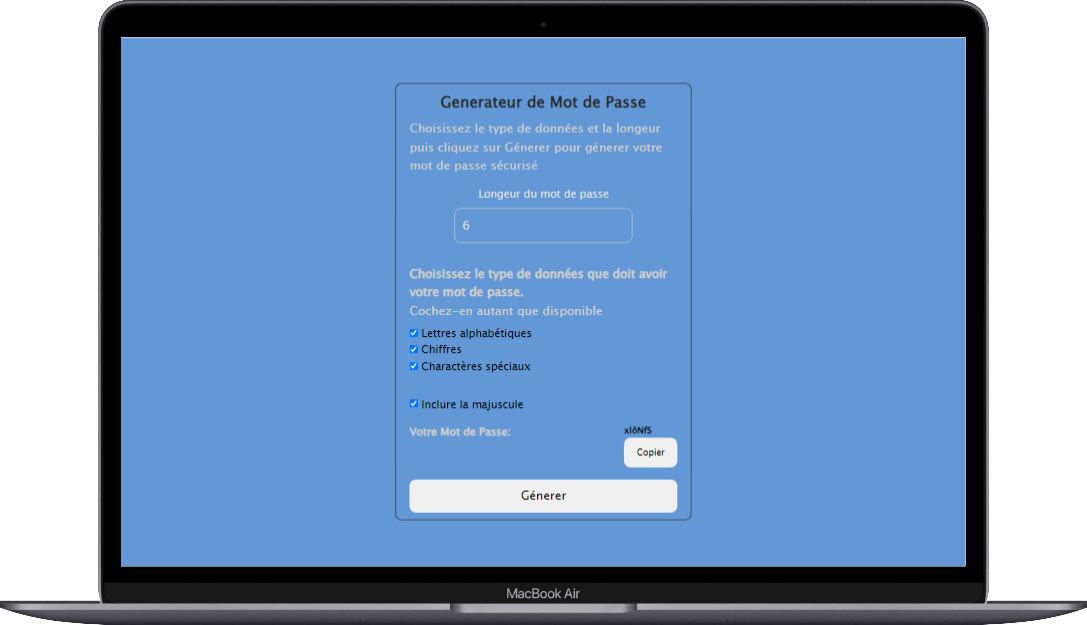 Generateur de Mot de Passe
Choisissez le type de données et la longeur
puis cliquez sur Génerer pour génerer votre
mot de passe sécurisé
Longeur du mot de passe
6
Choisissez le type de données que doit avoir
votre mot de passe.
Cochez-en autant que disponible
Lettres alphabétiques
Chiffres
Charactères spéciaux
Inclure la majuscule
Votre Mot de Passe:
Copier
Génerer
MacBook Air